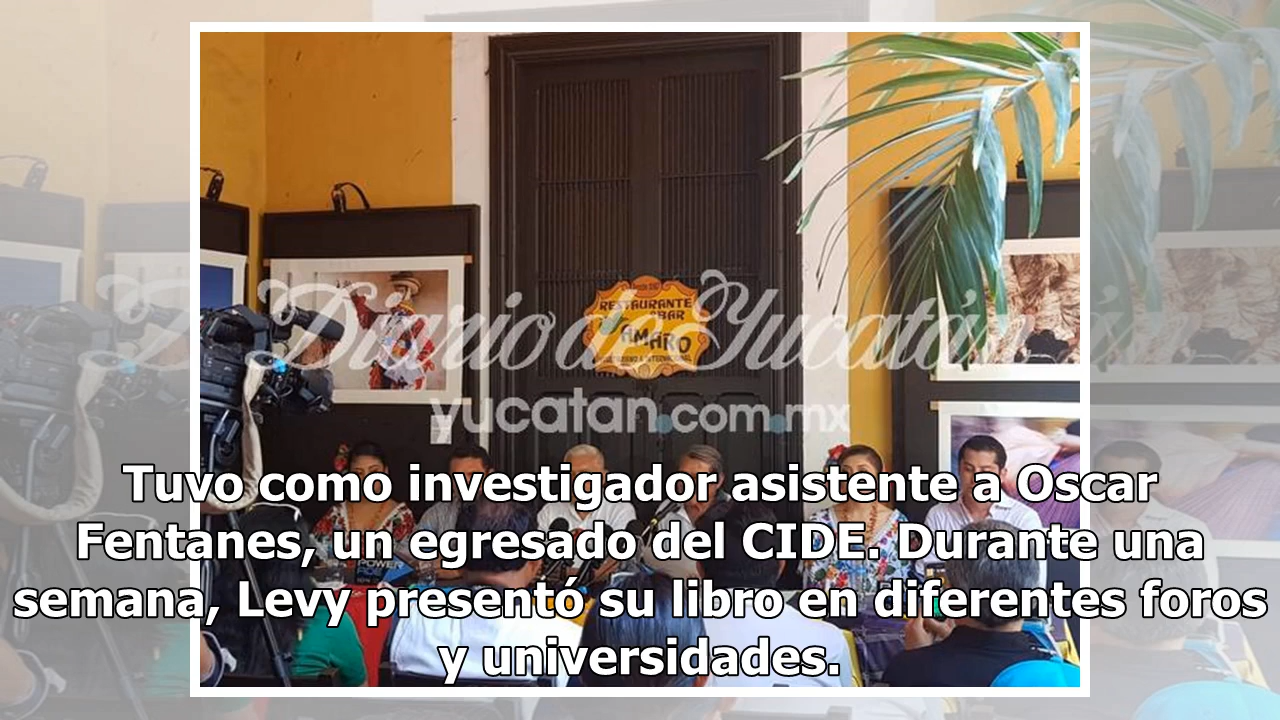 RESTAURANTE
BAR
AMARO
Diario de Yucatán
yucatan.com.mx
Tuvo como investigador asistente a Oscar
Fentanes, un egresado del CIDE. Durante una
semana, Levy presentó su libro en diferentes foros
y universidades.